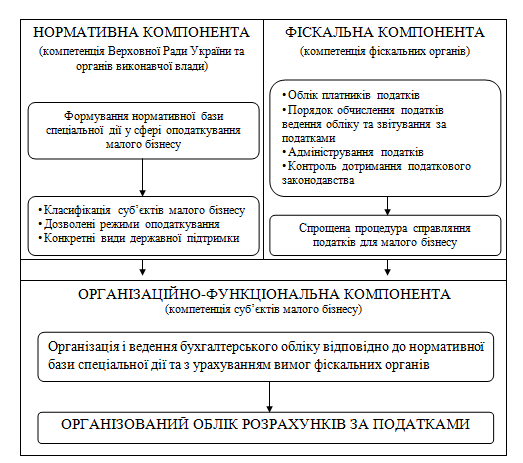 НОРМАТИВНА КОМПОНЕНТА
(компетенція Верховної Ради України та
органів виконавчої влади)
Формування нормативної бази
спеціальної дії у сфері оподаткування
малого бізнесу
• Класифікація суб’єктів малого бізнесу
• Дозволені режими оподаткування
• Конкретні види державної підтримки
ФІСКАЛЬНА КОМПОНЕНТА
(компетенція фіскальних органів)
• Облік платників податків
• Порядок обчислення податків
ведення обліку та звітування за
податками
• Адміністрування податків
• Контроль дотримання податкового
законодавства
Спрощена процедура справляння
податків для малого бізнесу
ОРГАНІЗАЦІЙНО-ФУНКЦІОНАЛЬНА КОМПОНЕНТА
(компетенція суб’єктів малого бізнесу)
Організація і ведення бухгалтерського обліку відповідно до нормативної
бази спеціальної дії та з урахуванням вимог фіскальних органів
ОРГАНІЗОВАНИЙ ОБЛІК РОЗРАХУНКІВ ЗА ПОДАТКАМИ